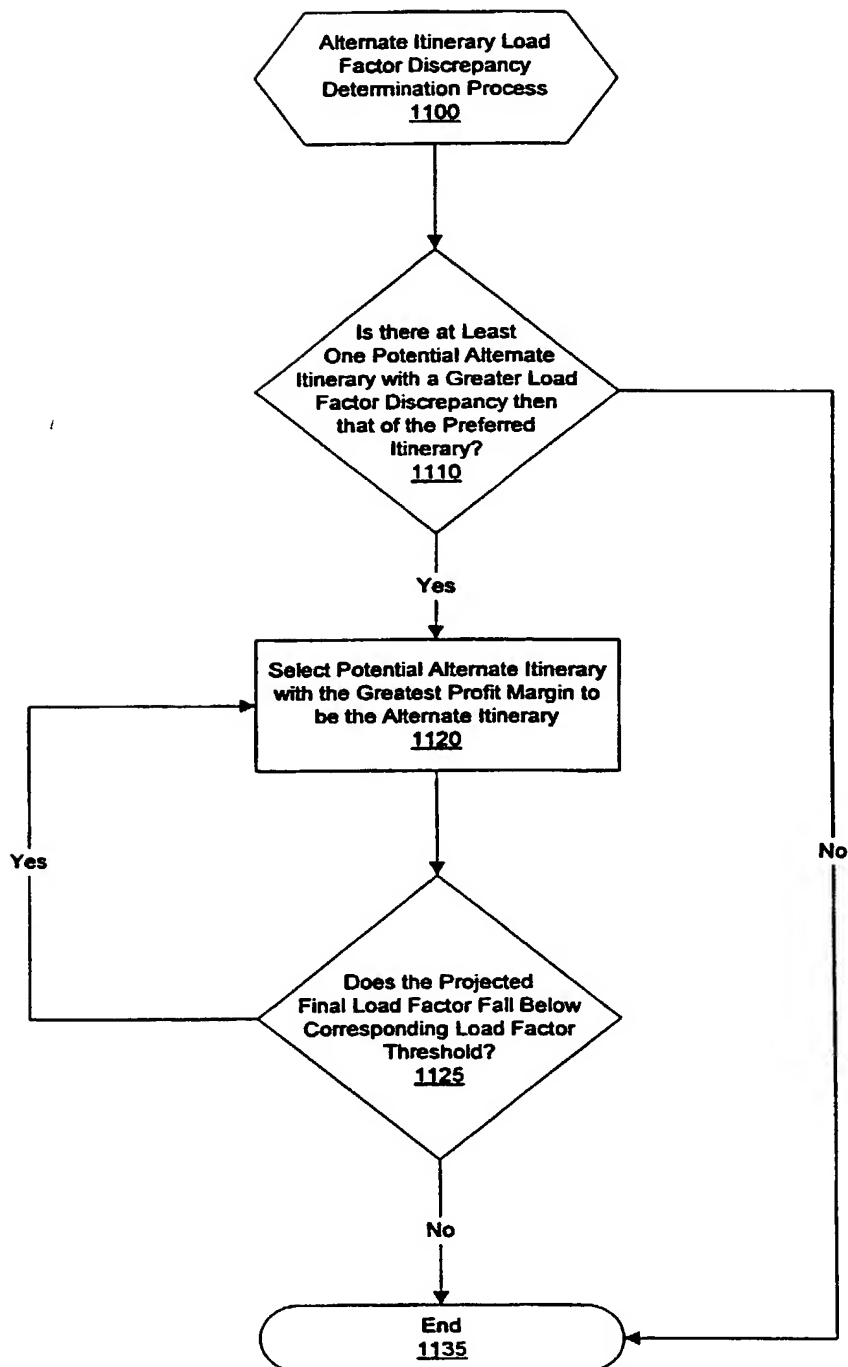 Alternate Itinerary Load
Factor Discrepancy
Determination Process
1100
Is there at Least
One Potential Alternate
Itinerary with a Greater Load
Factor Discrepancy then
that of the Preferred
Itinerary?
1110
Yes
Select Potential Alternate Itinerary
with the Greatest Profit Margin to
be the Alternate Itinerary
1120
Yes
No
Does the Projected
Final Load Factor Fall Below
Corresponding Load Factor
Threshold?
1125
No
End
1135